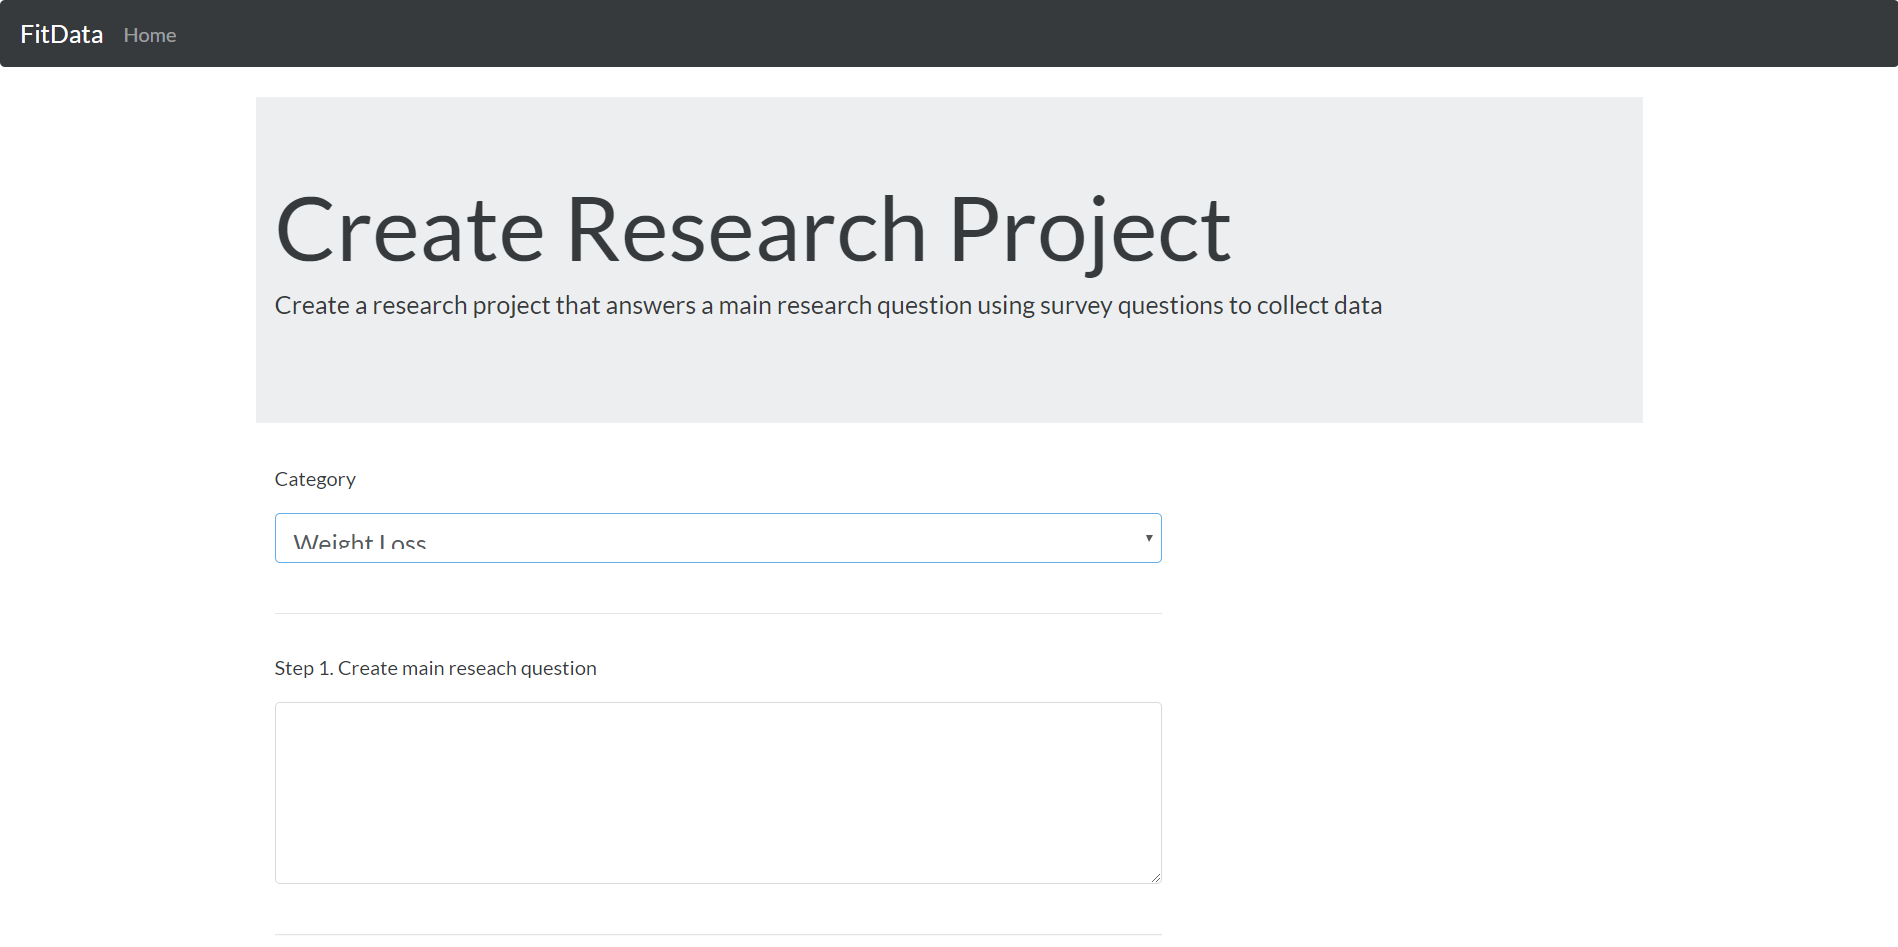 FitData Home
Create Research Project
Create a research project that answers a main research question using survey questions to collect data
Category
Weight Loss
Step 1. Create main reseach question